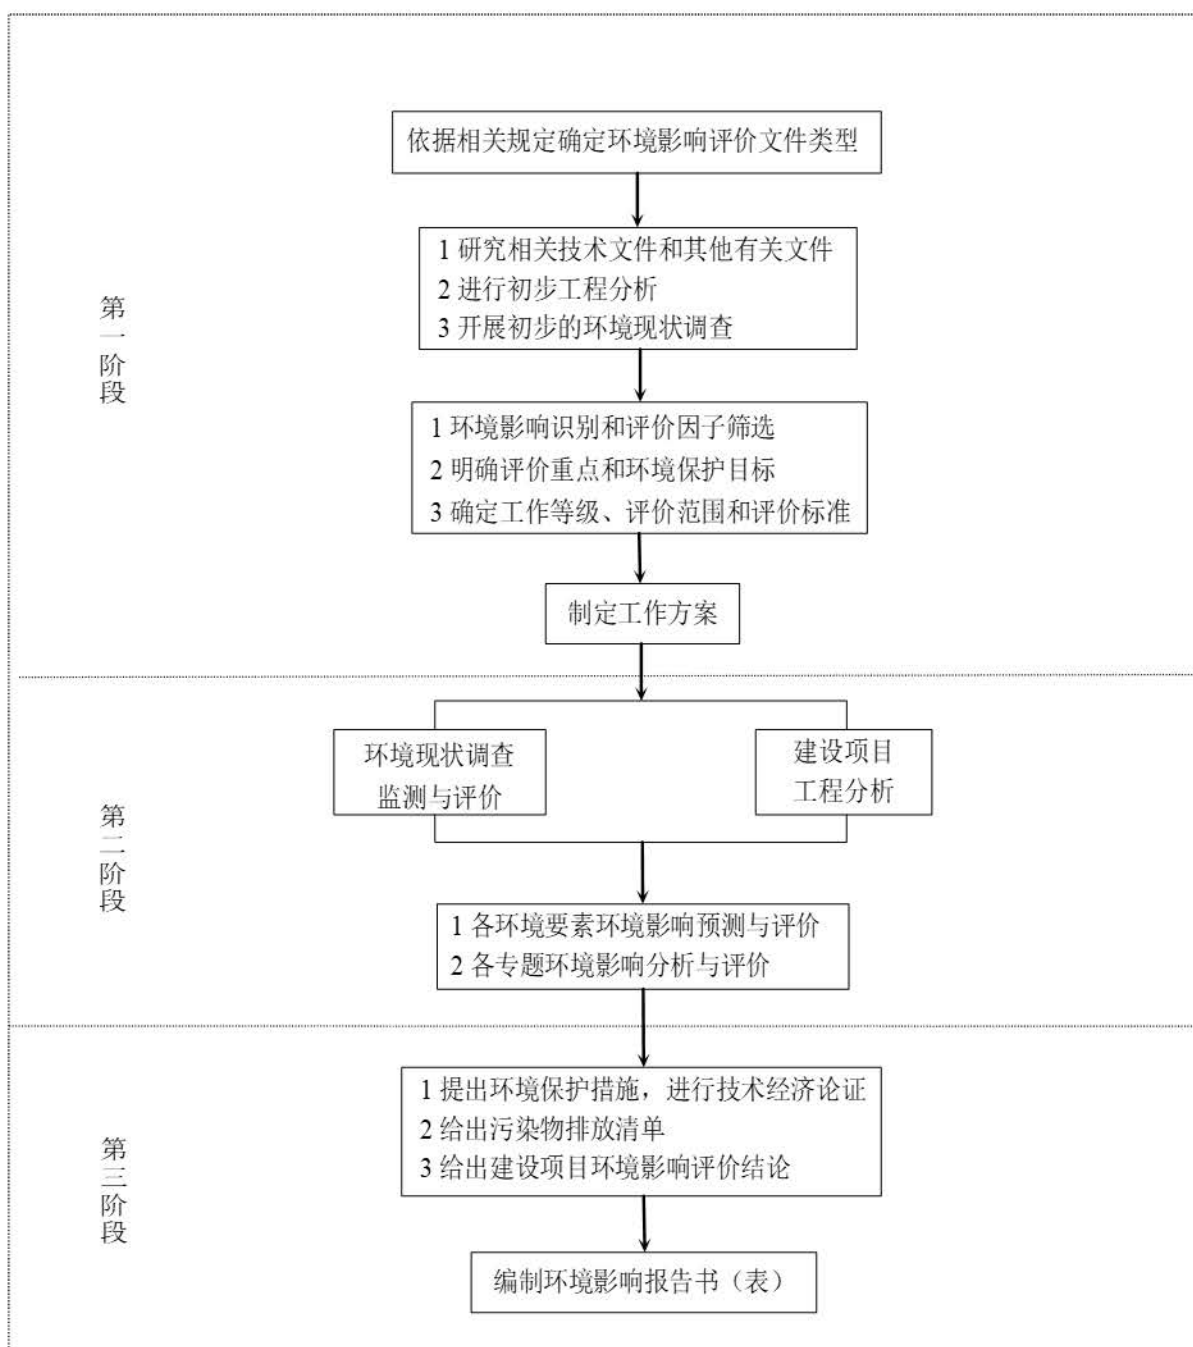 依据相关规定确定环境影响评价文件类型
1 研究相关技术文件和其他有关文件
2 进行初步工程分析
3 开展初步的环境现状调查
第一阶段
1 环境影响识别和评价因子筛选
2 明确评价重点和环境保护目标
3 确定工作等级、评价范围和评价标准
制定工作方案
环境现状调查
监测与评价
建设项目
工程分析
第二阶段
1 各环境要素环境影响预测与评价
2 各专题环境影响分析与评价
1 提出环境保护措施，进行技术经济论证
2 给出污染物排放清单
3 给出建设项目环境影响评价结论
第三阶段
编制环境影响报告书（表）